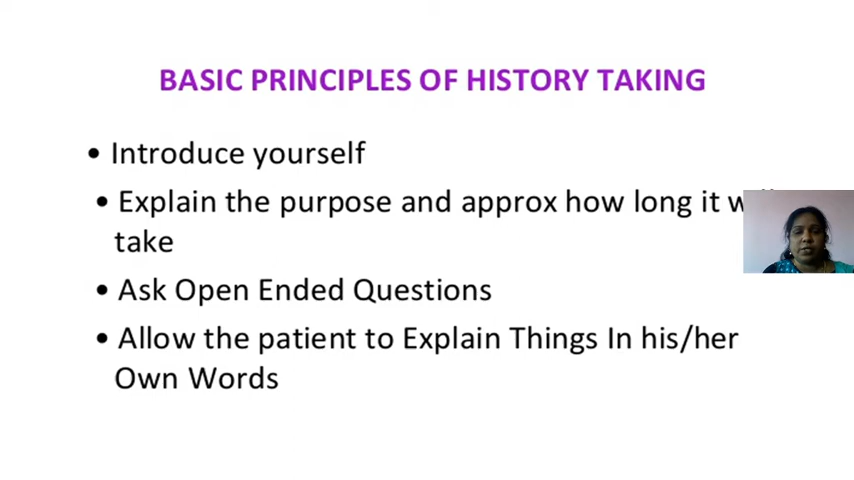 BASIC PRINCIPLES OF HISTORY TAKING
• Introduce yourself
• Explain the purpose and approx how long it
take
• Ask Open Ended Questions
• Allow the patient to Explain Things In his/her
Own Words